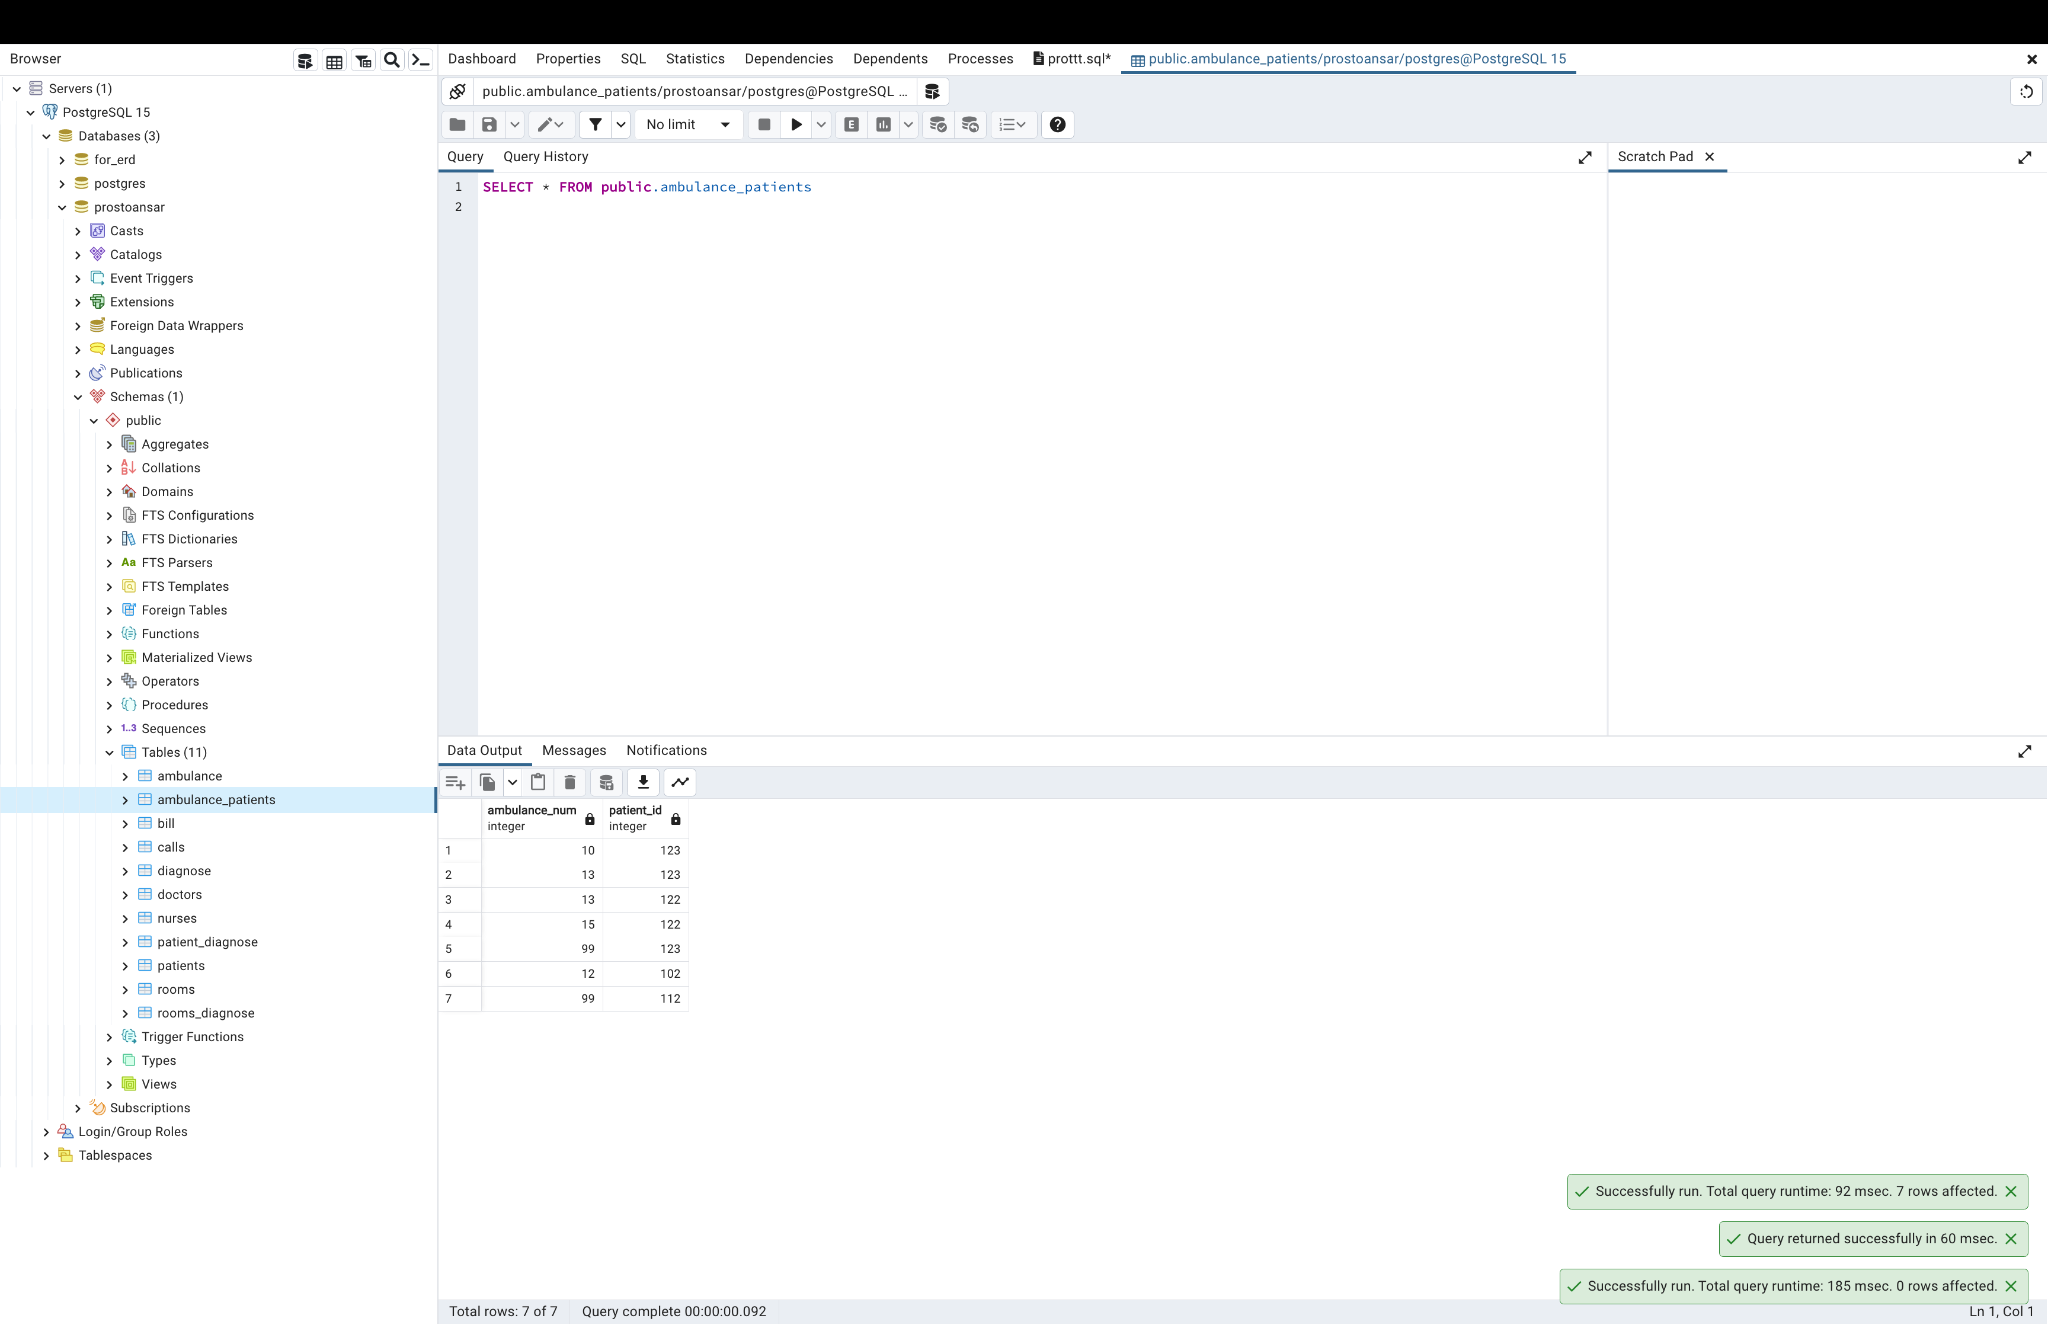 Browser
Dashboard Properties SQL Statistics Dependencies Dependents Processes prottt.sql* public.ambulance_patients/prostoansar/postgres@PostgreSQL 15
Servers (1)
PostgreSQL 15
Databases (3)
for_erd
postgres
prostoansar
Casts
Catalogs
Event Triggers
Extensions
Foreign Data Wrappers
Languages
Publications
Schemas (1)
public
Aggregates
Collations
Domains
FTS Configurations
FTS Dictionaries
Aa FTS Parsers
FTS Templates
Foreign Tables
Functions
Materialized Views
Operators
Procedures
1..3 Sequences
Tables (11)
ambulance
ambulance_patients
bill
calls
diagnose
doctors
nurses
patient_diagnose
patients
rooms
rooms_diagnose
Trigger Functions
Types
Views
Subscriptions
Login/Group Roles
Tablespaces
public.ambulance_patients/prostoansar/postgres@PostgreSQL ...
No limit E
Query Query History
Scratch Pad
1 SELECT * FROM public.ambulance_patients
2
Data Output Messages Notifications
ambulance_num patient_id
integer integer
1 10 123
2 13 123
3 13 122
4 15 122
5 99 123
6 12 102
7 99 112
Successfully run. Total query runtime: 92 msec. 7 rows affected.
Query returned successfully in 60 msec.
Successfully run. Total query runtime: 185 msec. 0 rows affected.
Total rows: 7 of 7 Query complete 00:00:00.092 Ln 1, Col 1